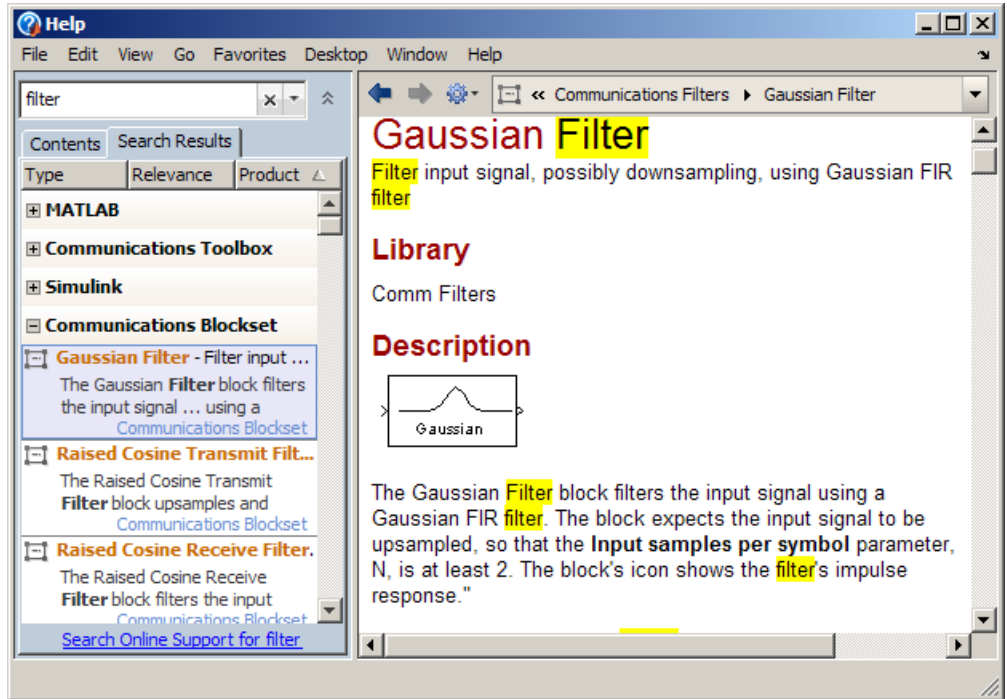 Help
File Edit View Go Favorites Desktop Window Help
filter
« Communications Filters Gaussian Filter
Contents Search Results
Type Relevance Product
MATLAB
Communications Toolbox
Simulink
Communications Blockset
Gaussian Filter - Filter input ...
The Gaussian Filter block filters
the input signal ... using a
Communications Blockset
Raised Cosine Transmit Filt...
The Raised Cosine Transmit
Filter block upsamples and
Communications Blockset
Raised Cosine Receive Filter.
The Raised Cosine Receive
Filter block filters the input
Communications Blockset
Search Online Support for filter
Gaussian Filter
Filter input signal, possibly downsampling, using Gaussian FIR
filter
Library
Comm Filters
Description
Gaussian
The Gaussian Filter block filters the input signal using a
Gaussian FIR filter. The block expects the input signal to be
upsampled, so that the Input samples per symbol parameter,
N, is at least 2. The block's icon shows the filter's impulse
response."